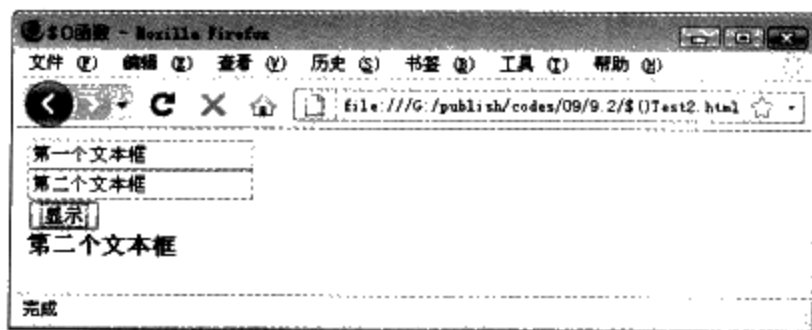 $()函数 - Mozilla Firefox
文件 (F) 编辑 (E) 查看 (V) 历史 (S) 书签 (B) 工具 (T) 帮助 (H)
file:///G:/publish/codes/09/9.2/$()Test2.html
第一个文本框
第二个文本框
显示
第二个文本框
完成